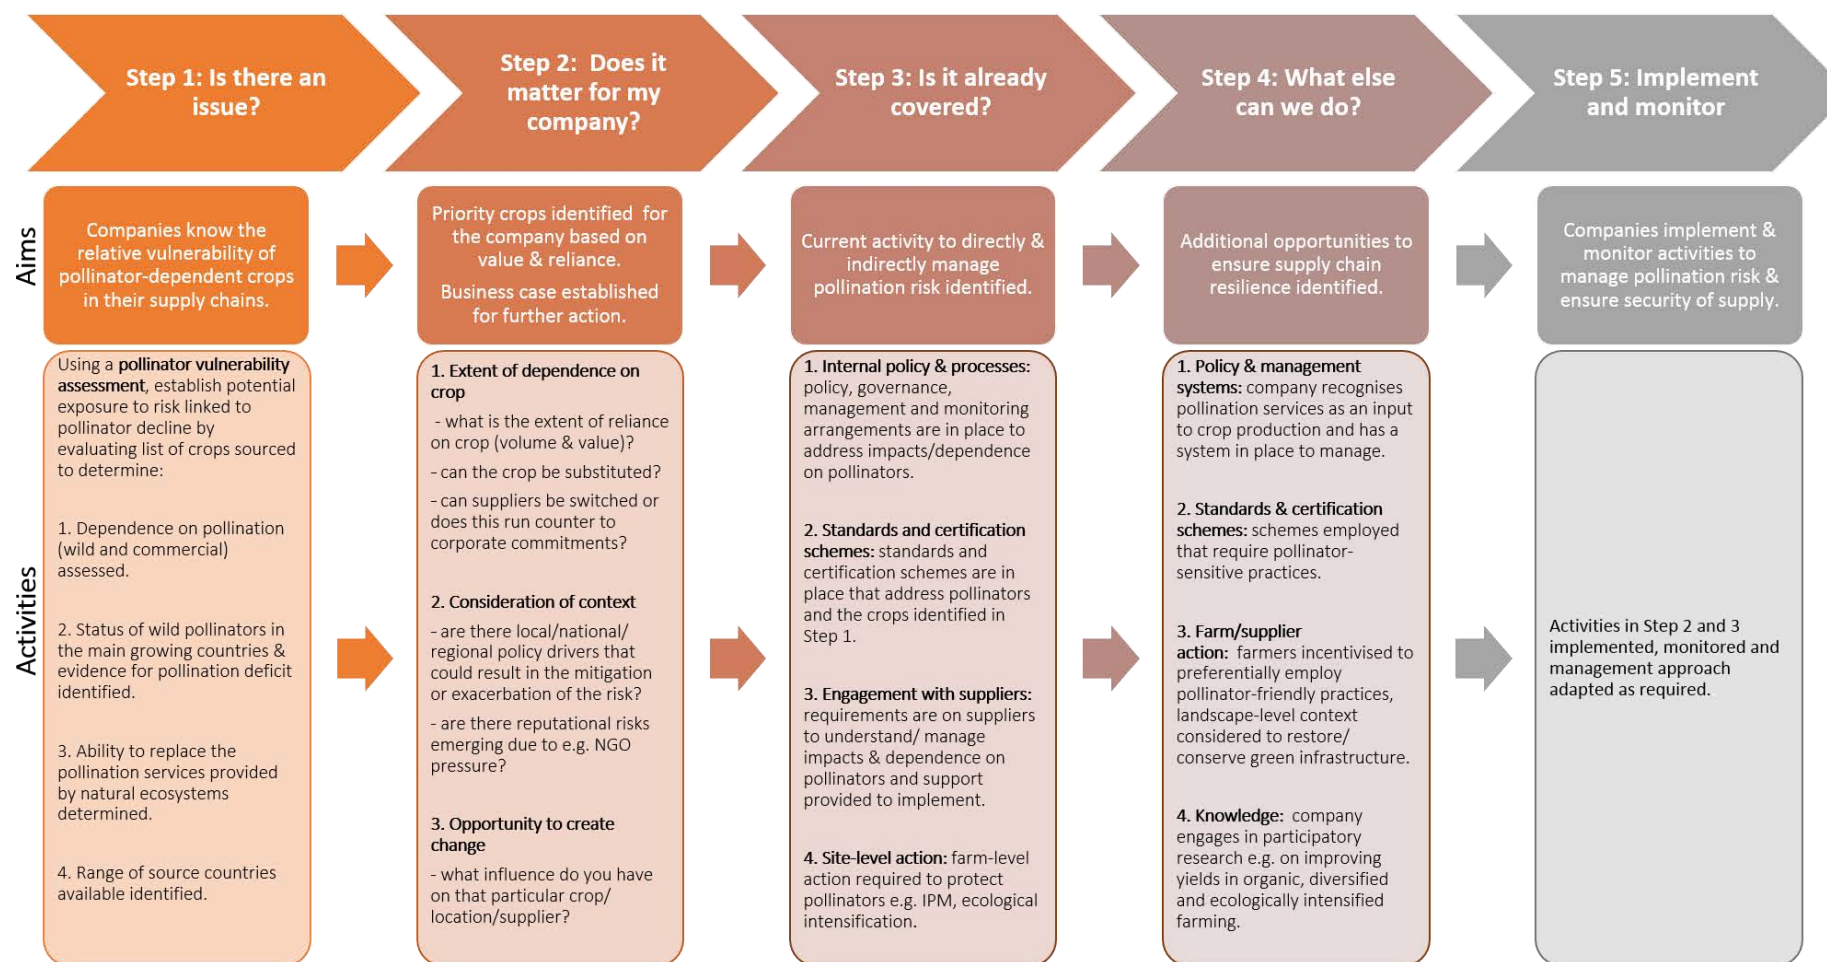 Step 1: Is there an
issue?
Step 2:  Does it
matter for my
company?
Step 3: Is it already
covered?
Step 4: What else
can we do?
Step 5: Implement
and monitor
Aims
Companies know the
relative vulnerability of
pollinator-dependent crops
in their supply chains.
Priority crops identified  for
the company based on
value & reliance.
Business case established
for further action.
Current activity to directly &
indirectly manage
pollination risk identified.
Additional opportunities to
ensure supply chain
resilience identified.
Companies implement &
monitor activities to
manage pollination risk &
ensure security of supply.
Activities
Using a pollinator vulnerability
assessment, establish potential
exposure to risk linked to
pollinator decline by
evaluating list of crops sourced
to determine:
1. Dependence on pollination
(wild and commercial)
assessed.
2. Status of wild pollinators in
the main growing countries &
evidence for pollination deficit
identified.
3. Ability to replace the
pollination services provided
by natural ecosystems
determined.
4. Range of source countries
available identified.
1. Extent of dependence on
crop
- what is the extent of reliance
on crop (volume & value)?
- can the crop be substituted?
- can suppliers be switched or
does this run counter to
corporate commitments?
2. Consideration of context
- are there local/national/
regional policy drivers that
could result in the mitigation
or exacerbation of the risk?
- are there reputational risks
emerging due to e.g. NGO
pressure?
3. Opportunity to create
change
- what influence do you have
on that particular crop/
location/supplier?
1. Internal policy & processes:
policy, governance,
management and monitoring
arrangements are in place to
address impacts/dependence
on pollinators.
2. Standards and certification
schemes: standards and
certification schemes are in
place that address pollinators
and the crops identified in
Step 1.
3. Engagement with suppliers:
requirements are on suppliers
to understand/ manage
impacts & dependence on
pollinators and support
provided to implement.
4. Site-level action: farm-level
action required to protect
pollinators e.g. IPM, ecological
intensification.
1. Policy & management
systems: company recognises
pollination services as an input
to crop production and has a
system in place to manage.
2. Standards & certification
schemes: schemes employed
that require pollinator-
sensitive practices.
3. Farm/supplier
action:  farmers incentivised to
preferentially employ
pollinator-friendly practices,
landscape-level context
considered to restore/
conserve green infrastructure.
4. Knowledge:  company
engages in participatory
research e.g. on improving
yields in organic, diversified
and ecologically intensified
farming.
Activities in Step 2 and 3
implemented, monitored and
management approach
adapted as required.